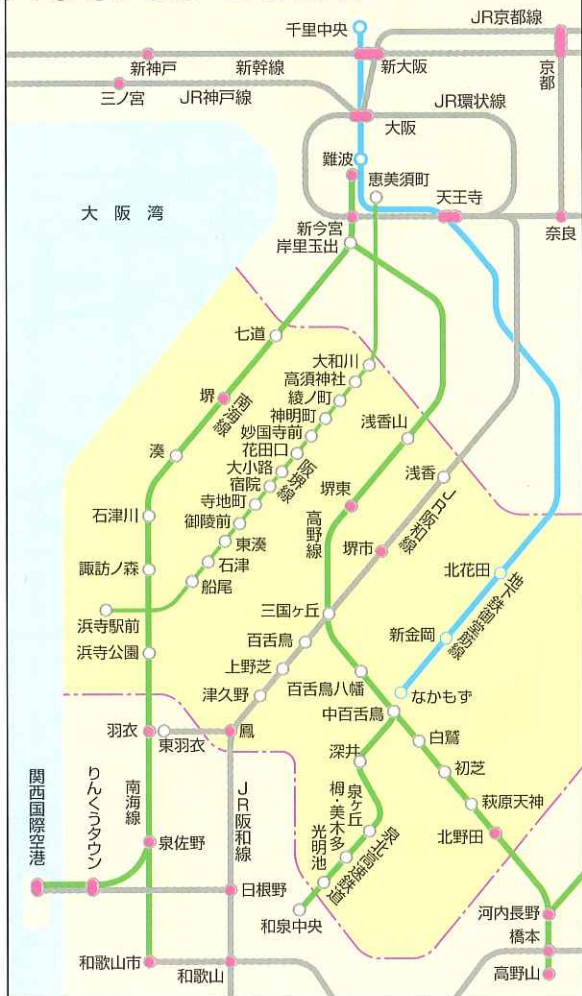 千里中央
JR京都線
新神戸
新幹線
新大阪
京都
三ノ宮
JR神戸線
JR環状線
大阪
難波
恵美須町
大阪湾
天王寺
新今宮
岸里玉出
奈良
七道
大和川
高須神社
綾ノ町
神明町
妙国寺前
花田口
大小路
宿院
寺地町
御陵前
東湊
石津
船尾
浜寺駅前
堺
南海線
阪堺線
湊
石津川
諏訪ノ森
浜寺公園
浅香山
浅香
堺東
高野線
JR阪和線
堺市
北花田
地下鉄御堂筋線
新金岡
三国ヶ丘
百舌鳥
上野芝
津久野
百舌鳥八幡
なかもず
中百舌鳥
羽衣
東羽衣
鳳
深井
白鷺
初芝
萩原天神
北野田
泉ヶ丘
栂・美木多
光明池
泉北高速鉄道
和泉中央
関西国際空港
りんくうタウン
南海線
JR阪和線
泉佐野
日根野
河内長野
橋本
和歌山市
和歌山
高野山